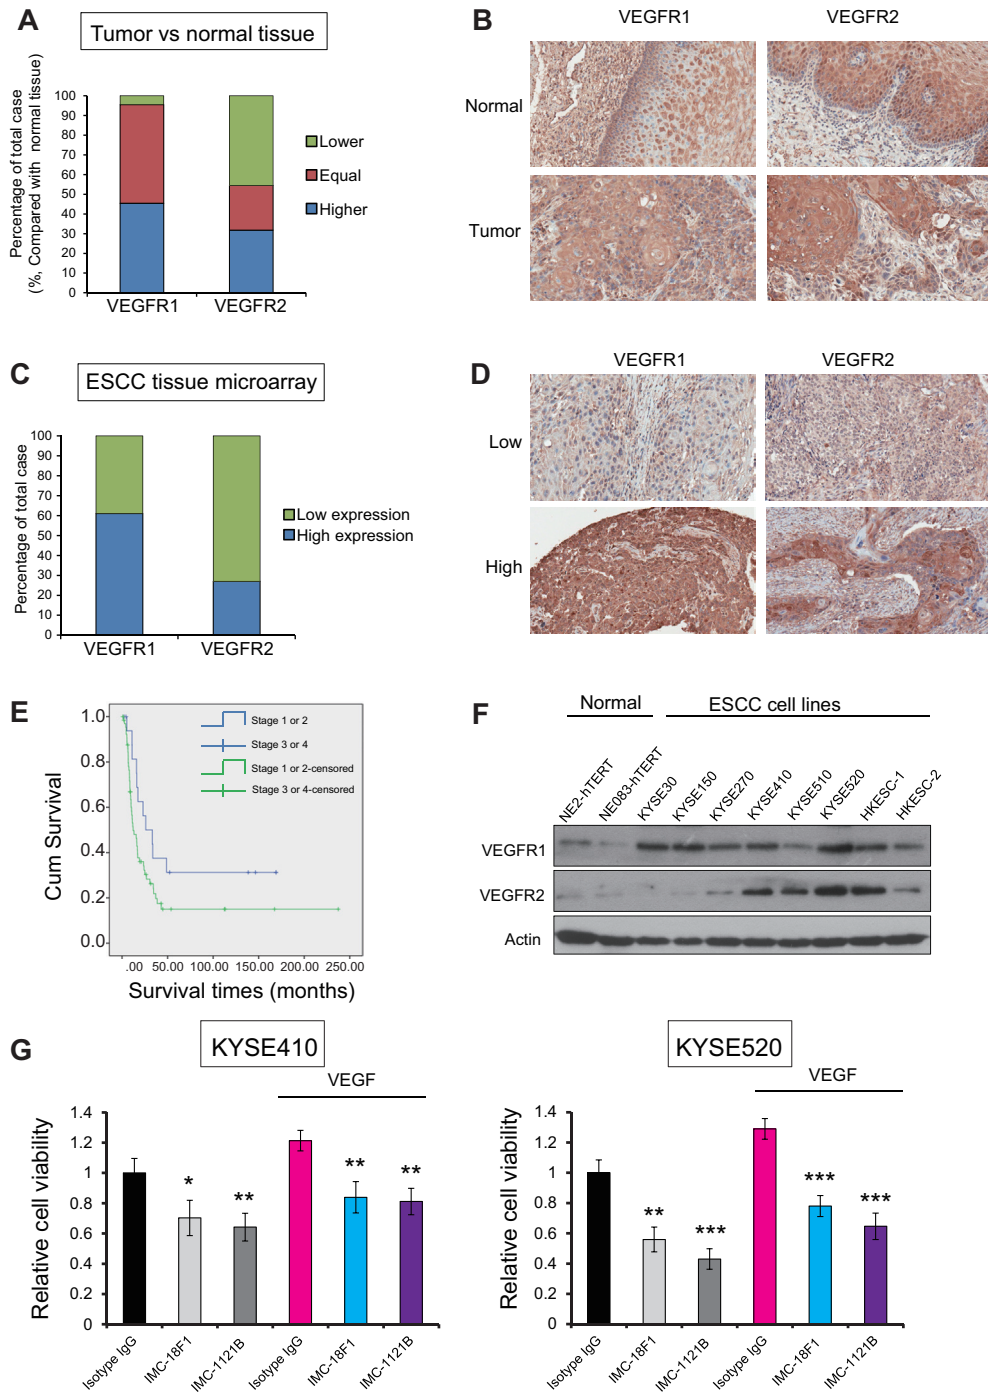 A
Tumor vs normal tissue
Percentage of total case
(%, Compared with normal tissue)
100
90
80
70
60
50
40
30
20
10
0
VEGFR1
VEGFR2
Lower
Equal
Higher
B
VEGFR1
VEGFR2
Normal
Tumor
C
ESCC tissue microarray
Percentage of total case
100
90
80
70
60
50
40
30
20
10
0
VEGFR1
VEGFR2
Low expression
High expression
D
VEGFR1
VEGFR2
Low
High
E
Cum Survival
1.0
0.8
0.6
0.4
0.2
0.0
Stage 1 or 2
Stage 3 or 4
Stage 1 or 2-censored
Stage 3 or 4-censored
.00 50.00 100.00 150.00 200.00 250.00
Survival times (months)
F
Normal
ESCC cell lines
NE2-hTERT
NE083-hTERT
KYSE30
KYSE150
KYSE270
KYSE410
KYSE510
KYSE520
HKESC-1
HKESC-2
VEGFR1
VEGFR2
Actin
G
KYSE410
VEGF
Relative cell viability
1.4
1.2
1
0.8
0.6
0.4
0.2
0
*
**
**
**
Isotype IgG
IMC-18F1
IMC-1121B
Isotype IgG
IMC-18F1
IMC-1121B
KYSE520
VEGF
Relative cell viability
1.4
1.2
1
0.8
0.6
0.4
0.2
0
**
***
***
***
Isotype IgG
IMC-18F1
IMC-1121B
Isotype IgG
IMC-18F1
IMC-1121B